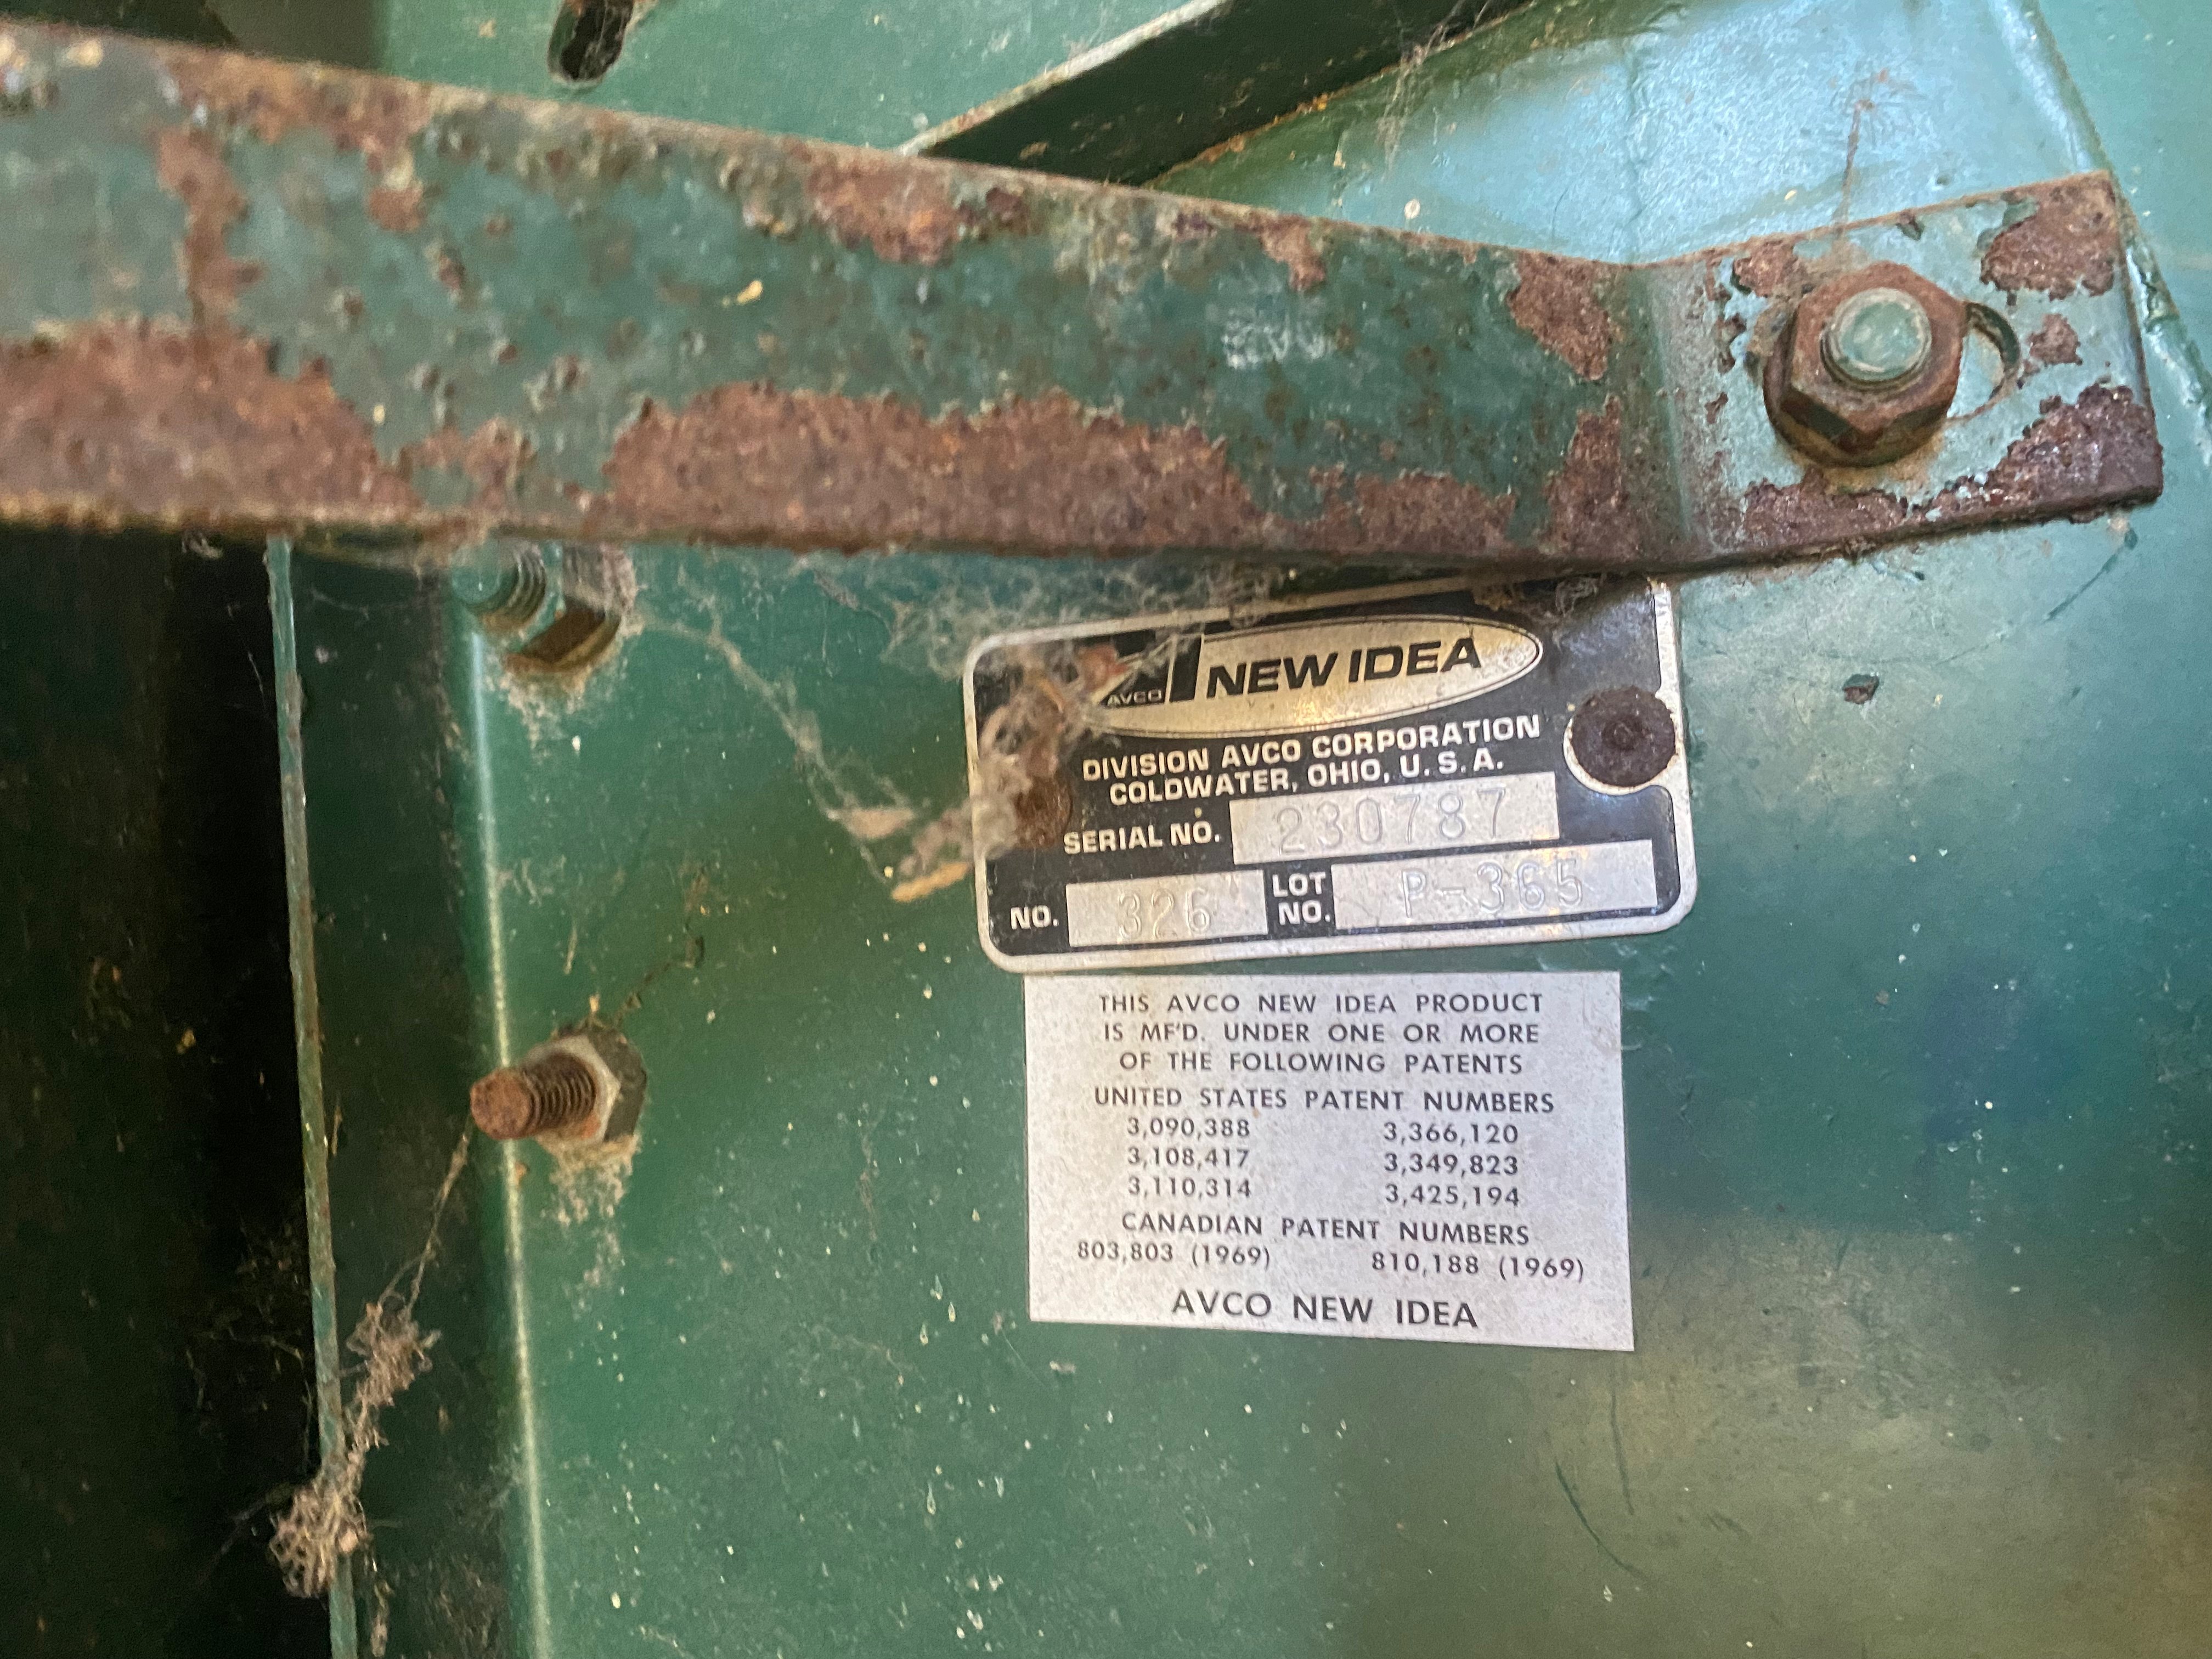 AVCO NEW IDEA
DIVISION AVCO CORPORATION
COLDWATER, OHIO, U.S.A.
SERIAL NO. 230787
NO. 326 LOT NO. P-365
THIS AVCO NEW IDEA PRODUCT
IS MF'D. UNDER ONE OR MORE
OF THE FOLLOWING PATENTS
UNITED STATES PATENT NUMBERS
3,090,388 3,366,120
3,108,417 3,349,823
3,110,314 3,425,194
CANADIAN PATENT NUMBERS
803,803 (1969) 810,188 (1969)
AVCO NEW IDEA